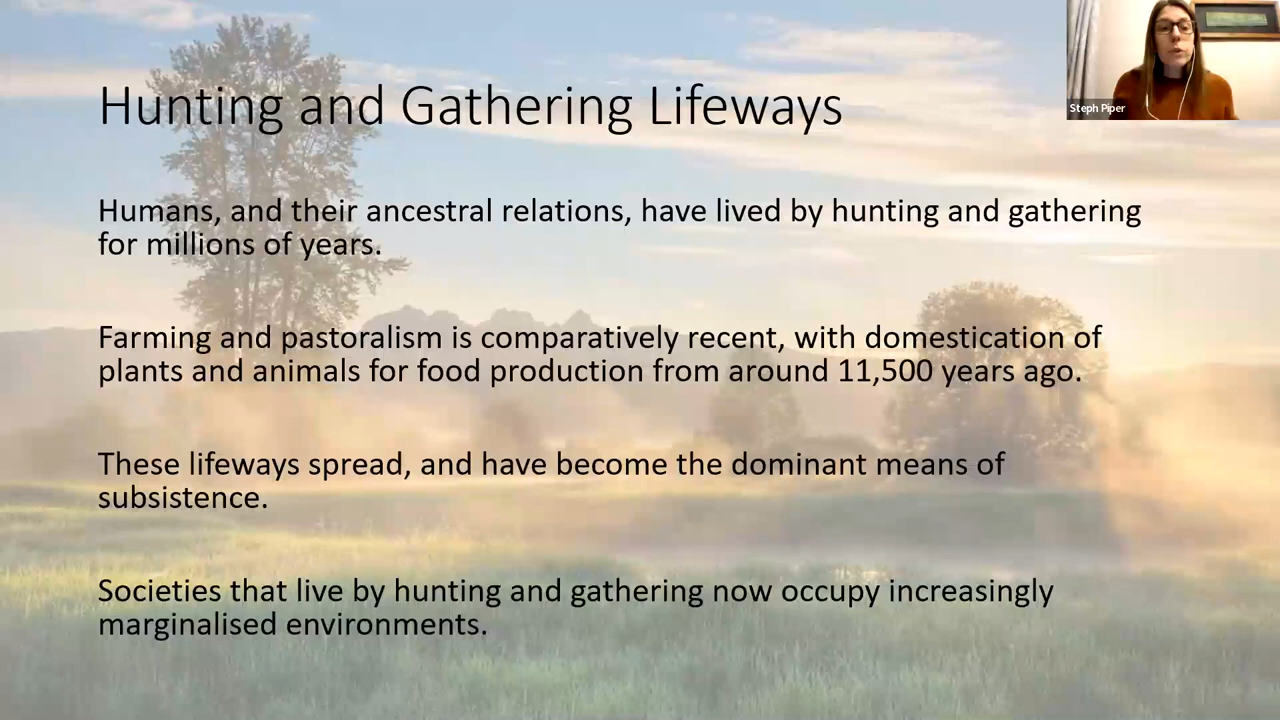 Hunting and Gathering Lifeways
Steph Piper
Humans, and their ancestral relations, have lived by hunting and gathering
for millions of years.
Farming and pastoralism is comparatively recent, with domestication of
plants and animals for food production from around 11,500 years ago.
These lifeways spread, and have become the dominant means of
subsistence.
Societies that live by hunting and gathering now occupy increasingly
marginalised environments.